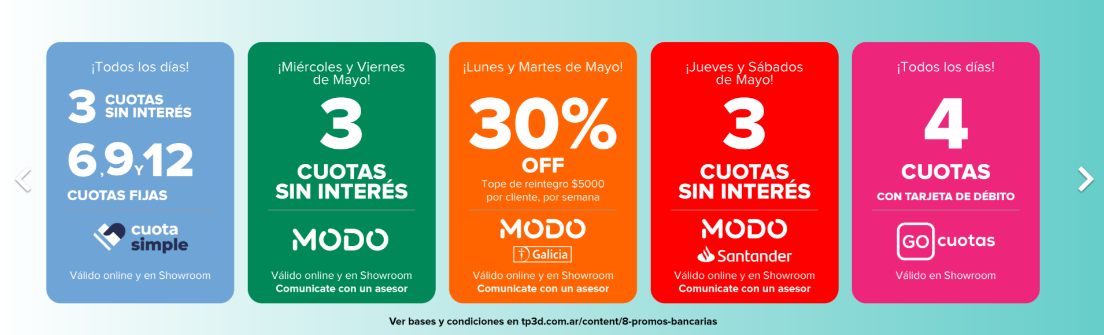 ¡Todos los días!
3 CUOTAS
SIN INTERÉS
6,9 Y 12
CUOTAS FIJAS
cuota
simple
Válido online y en Showroom
¡Miércoles y Viernes
de Mayo!
3
CUOTAS
SIN INTERÉS
MODO
Válido online y en Showroom
Comunicate con un asesor
¡Lunes y Martes de Mayo!
30%
OFF
Tope de reintegro $5000
por cliente, por semana
MODO
Galicia
Válido online y en Showroom
Comunicate con un asesor
¡Jueves y Sábados
de Mayo!
3
CUOTAS
SIN INTERÉS
MODO
Santander
Válido online y en Showroom
Comunicate con un asesor
¡Todos los días!
4
CUOTAS
CON TARJETA DE DÉBITO
GO cuotas
Válido en Showroom
Ver bases y condiciones en tp3d.com.ar/content/8-promos-bancarias